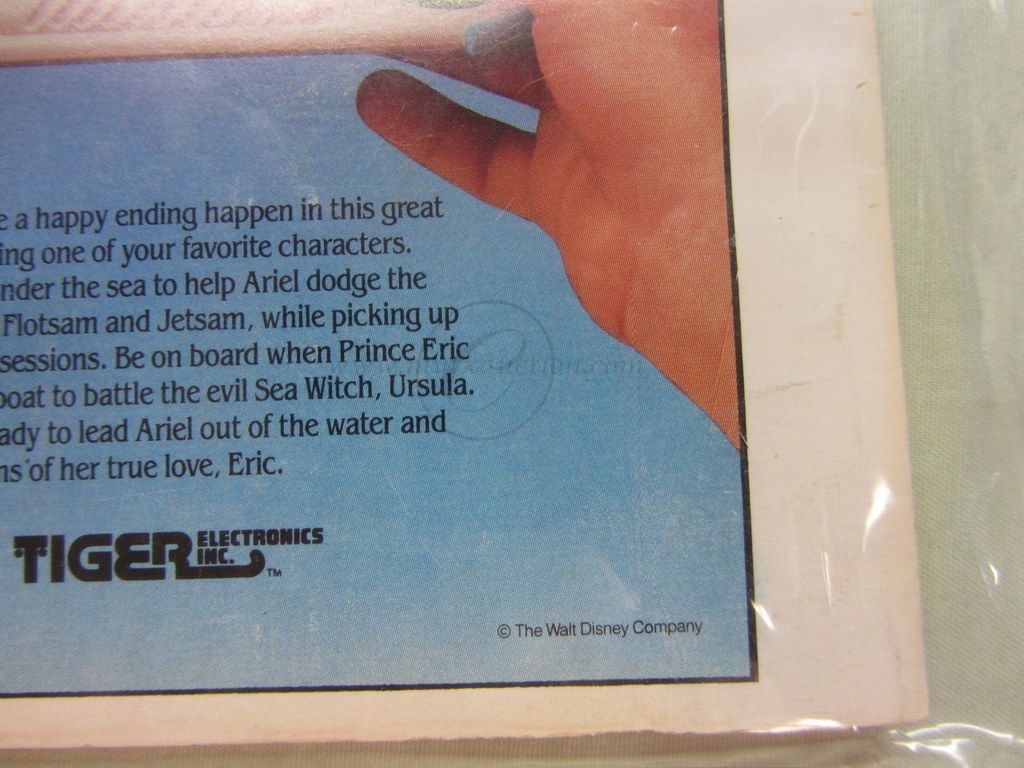 a happy ending happen in this great
ing one of your favorite characters.
nder the sea to help Ariel dodge the
Flotsam and Jetsam, while picking up
sessions. Be on board when Prince Eric
oat to battle the evil Sea Witch, Ursula.
ady to lead Ariel out of the water and
ns of her true love, Eric.
TIGER ELECTRONICS
INC. TM
© The Walt Disney Company